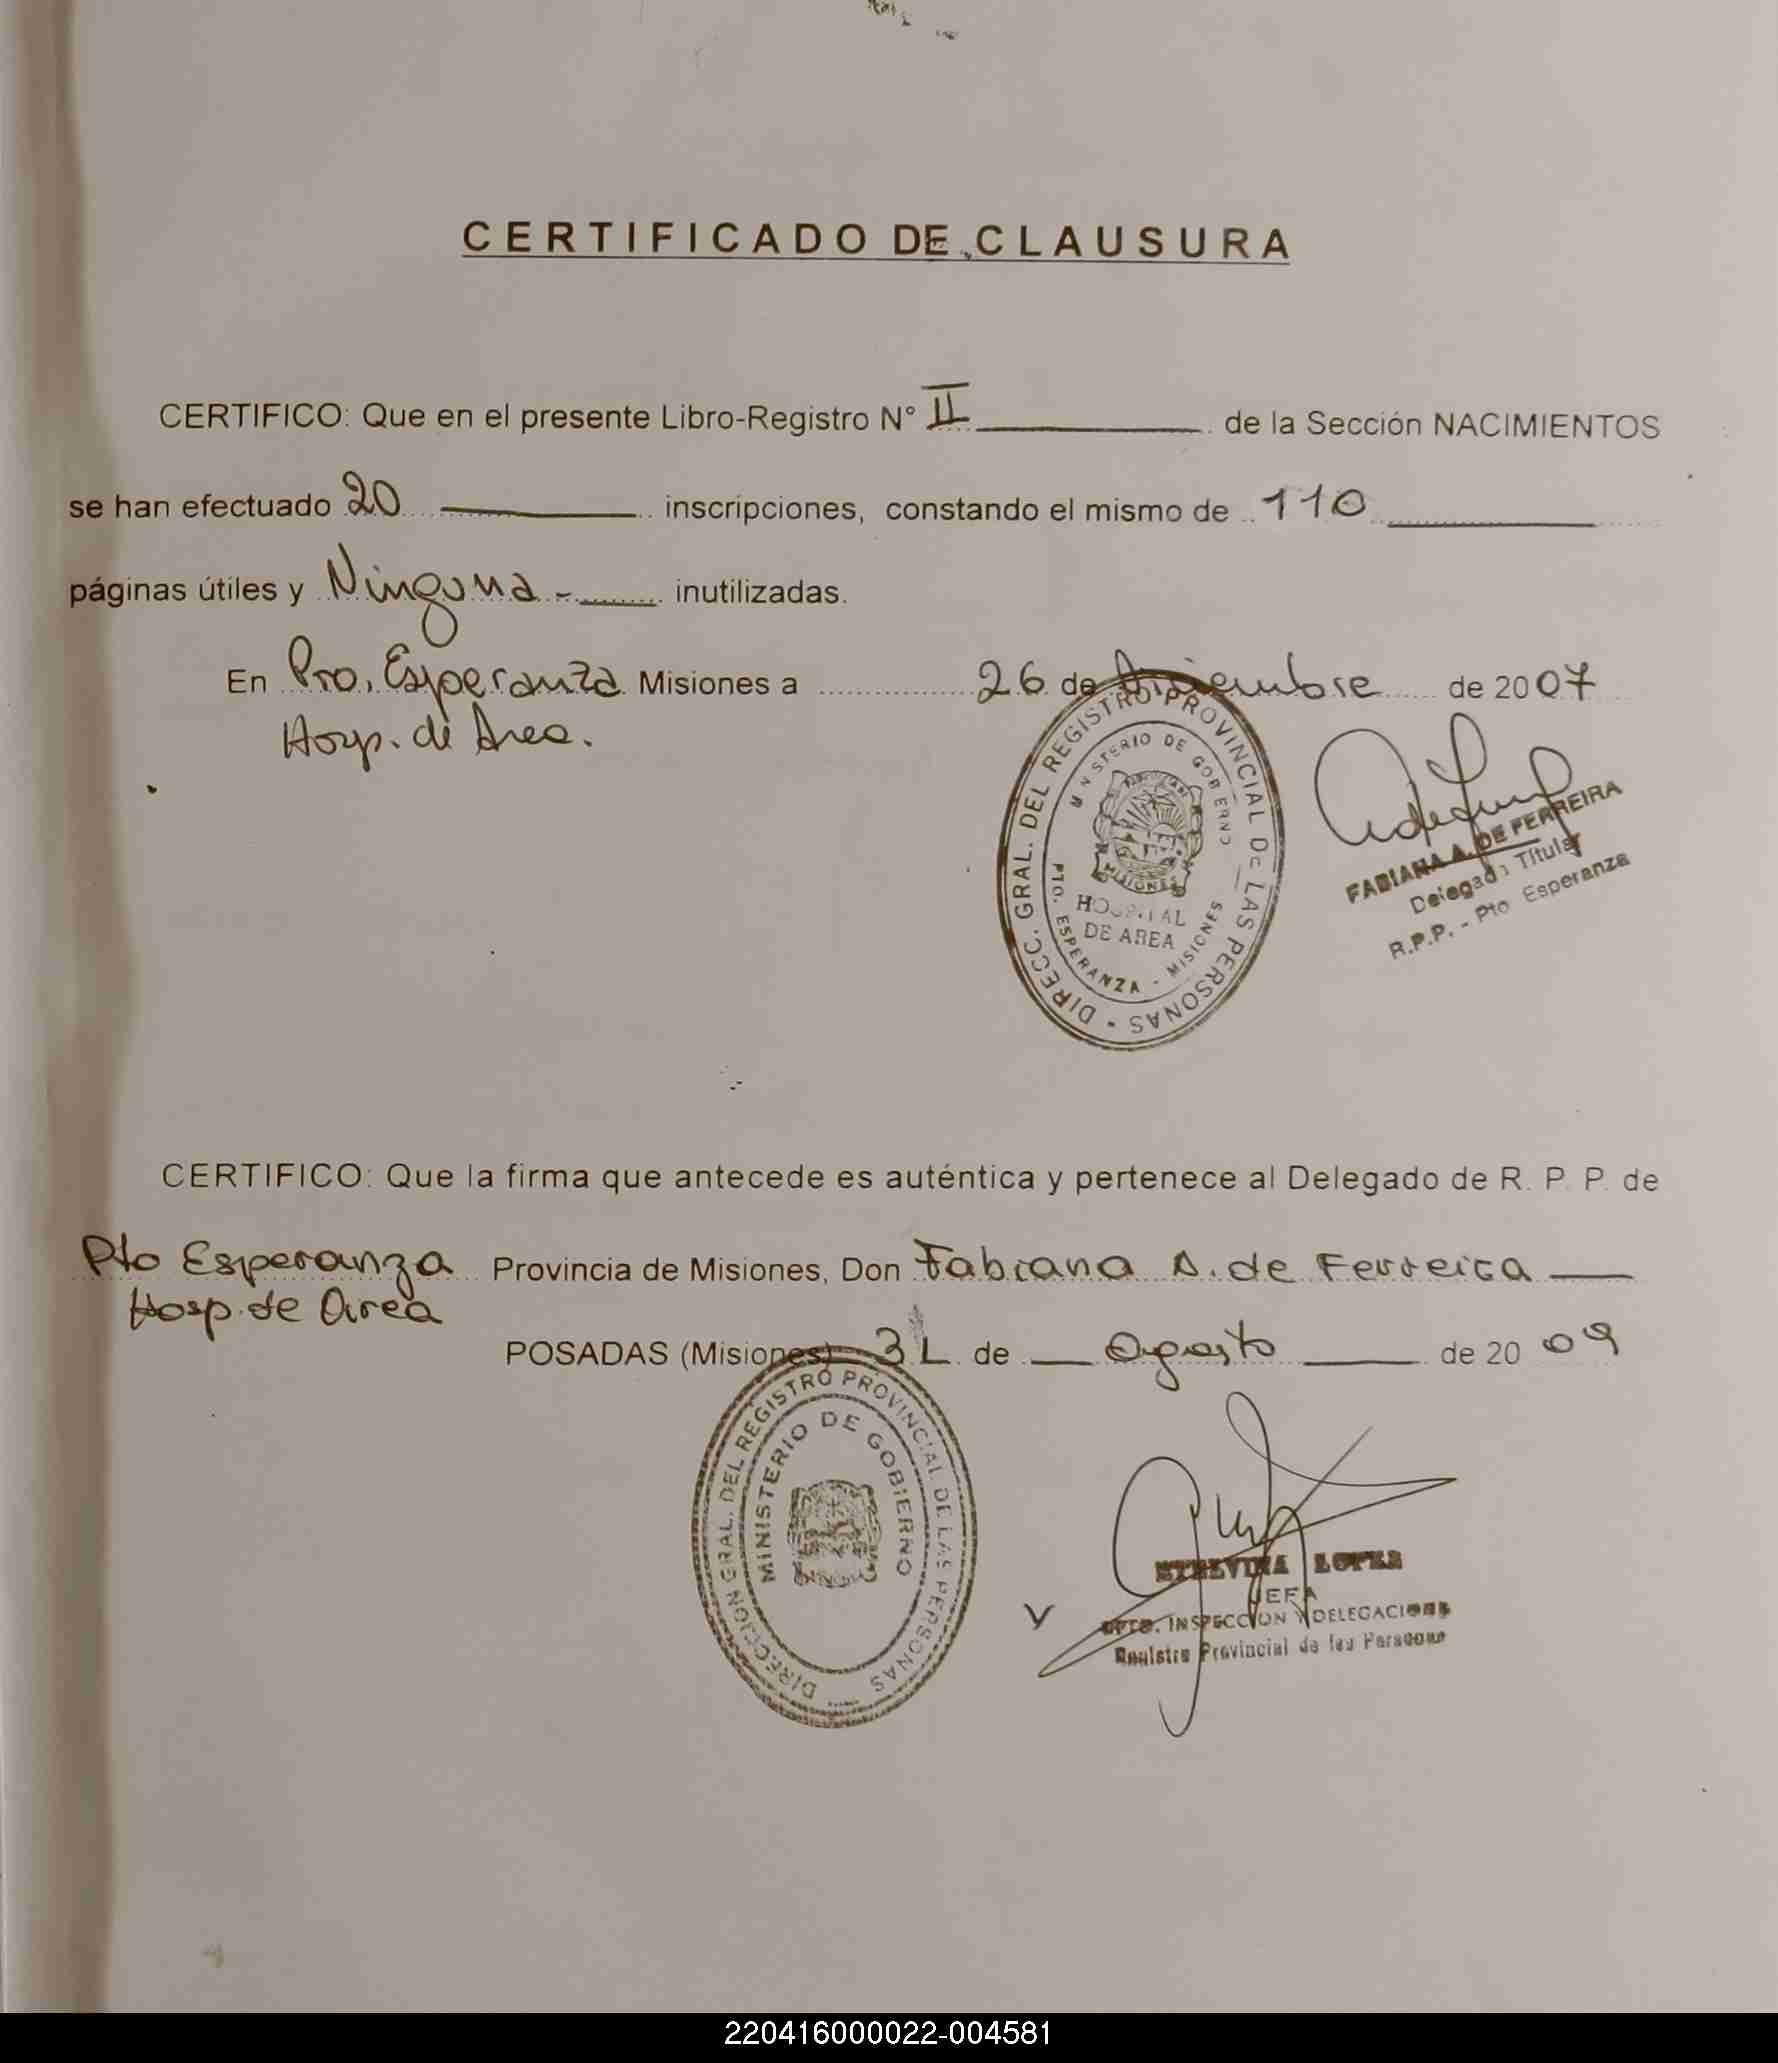 CERTIFICADO DE CLAUSURA
CERTIFICO: Que en el presente Libro-Registro N° II de la Sección NACIMIENTOS
se han efectuado 20 inscripciones, constando el mismo de 110
páginas útiles y Ninguna - inutilizadas.
En Pto. Esperanza Misiones a 26 de Diciembre de 2007
Hosp. de Area.
DIRECC. GRAL. DEL REGISTRO PROVINCIAL DE LAS PERSONAS
MINISTERIO DE GOBIERNO
MISIONES
HOSPITAL
DE AREA
PTO. ESPERANZA - MISIONES
FABIANA A. DE FERREIRA
Delegada Titular
R.P.P. - Pto Esperanza
CERTIFICO: Que la firma que antecede es auténtica y pertenece al Delegado de R. P. P. de
Pto Esperanza Provincia de Misiones, Don Fabiana A. de Ferreira
Hosp. de Area
POSADAS (Misiones) 31 de Agosto de 2009
DIRECCION GRAL. DEL REGISTRO PROVINCIAL DE LAS PERSONAS
MINISTERIO DE GOBIERNO
ETELVINA LOPEZ
JEFA
DPTO. INSPECCION Y DELEGACIONES
Registro Provincial de las Personas
220416000022-004581